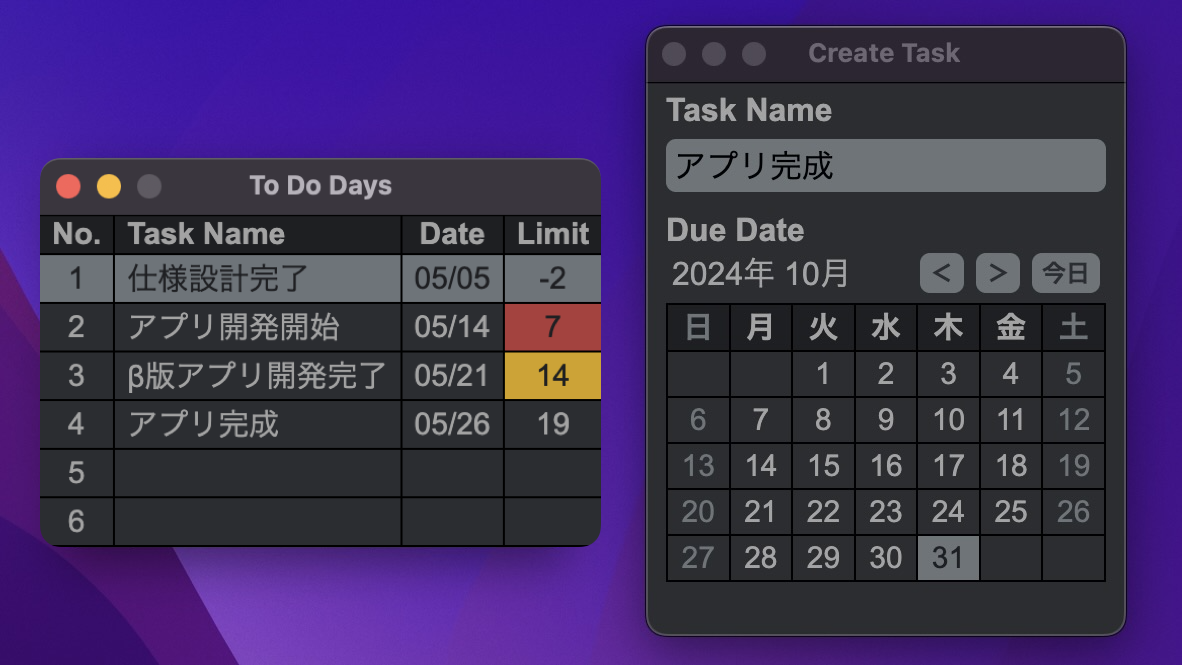 To Do Days
No. Task Name Date Limit
1 仕様設計完了 05/05 -2
2 アプリ開発開始 05/14 7
3 β版アプリ開発完了 05/21 14
4 アプリ完成 05/26 19
5
6
Create Task
Task Name
アプリ完成
Due Date
2024年 10月 < > 今日
日 月 火 水 木 金 土
1 2 3 4 5
6 7 8 9 10 11 12
13 14 15 16 17 18 19
20 21 22 23 24 25 26
27 28 29 30 31